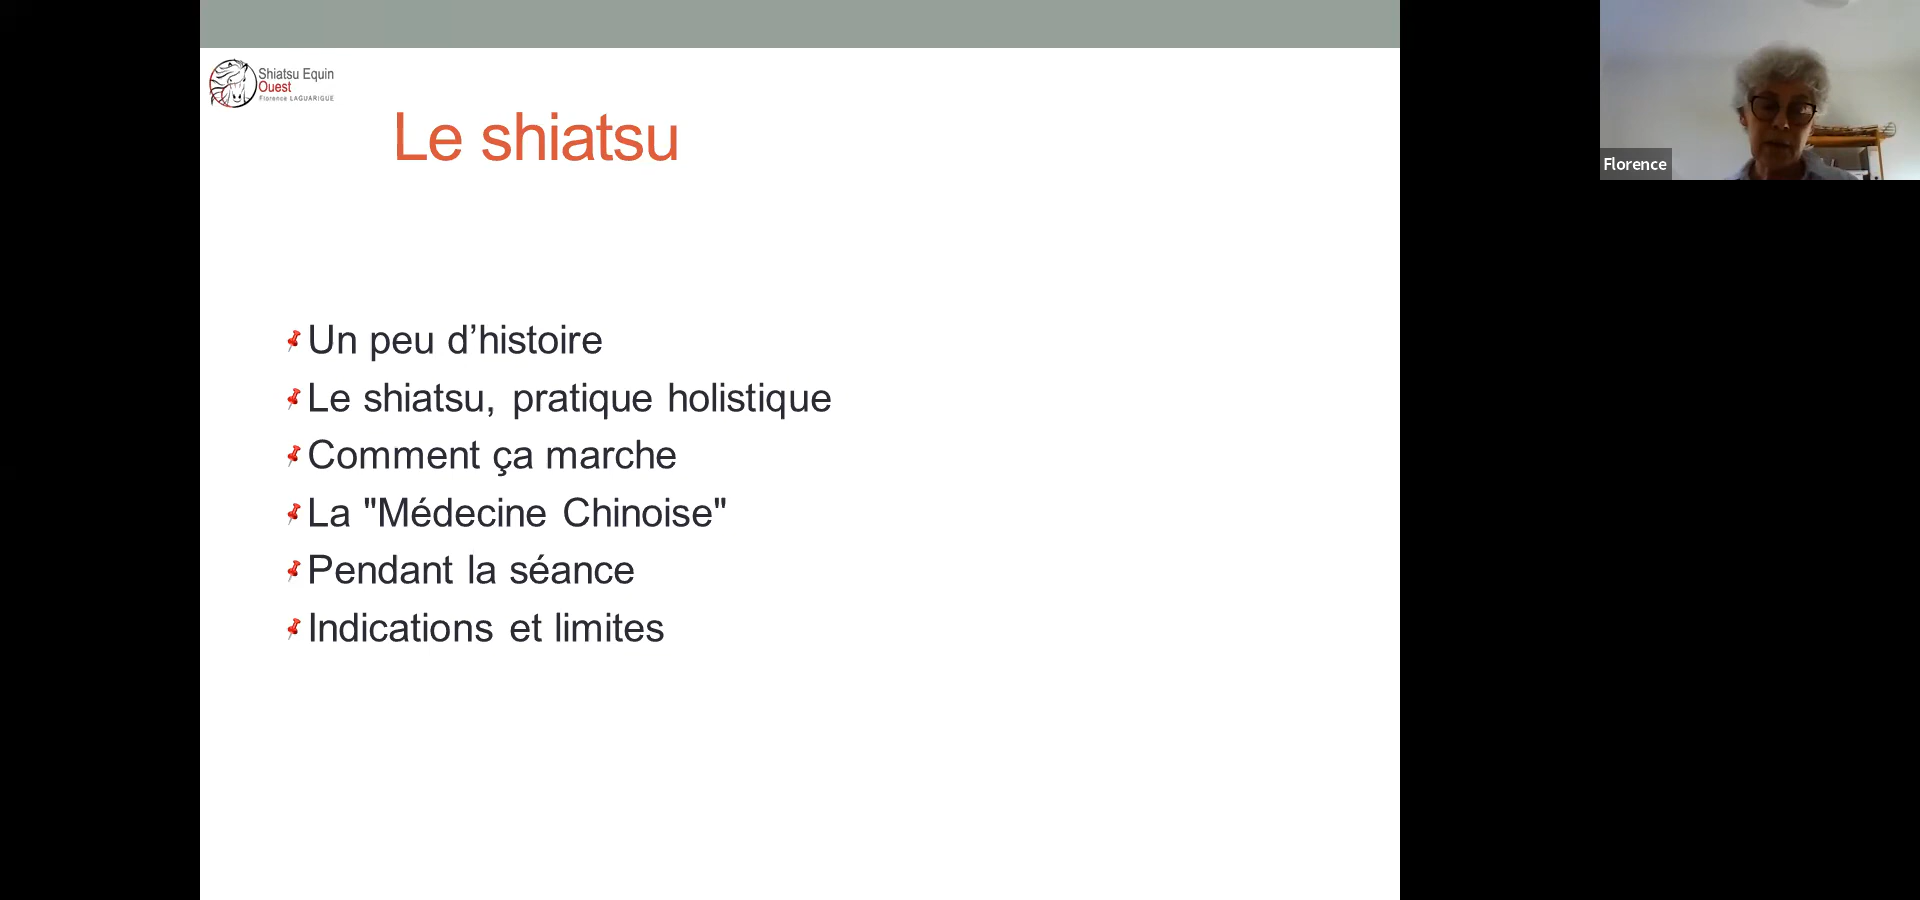 Shiatsu Equin
Ouest
Florence LAGUARIGUE
Le shiatsu
Un peu d’histoire
Le shiatsu, pratique holistique
Comment ça marche
La "Médecine Chinoise"
Pendant la séance
Indications et limites
Florence